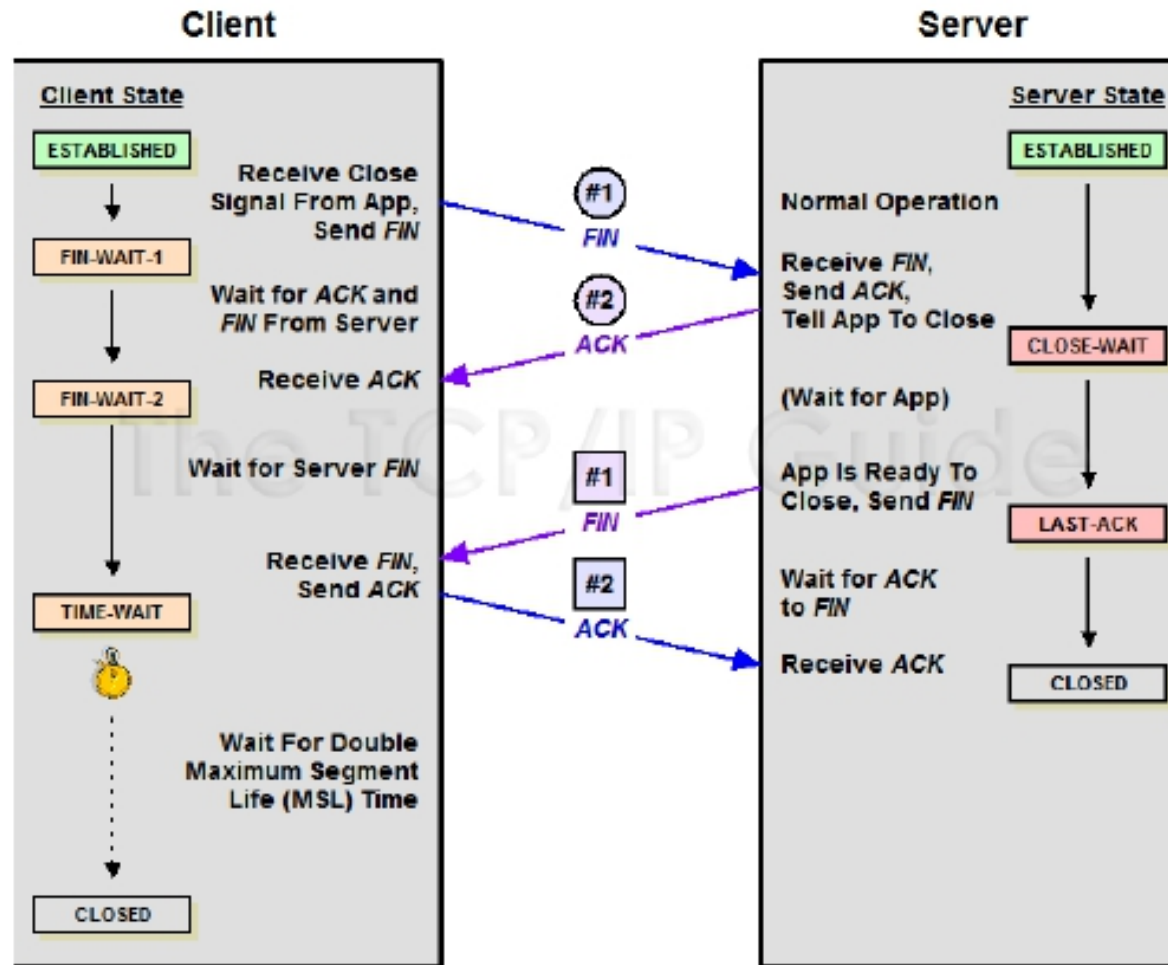 Client
Server
Client State
ESTABLISHED
FIN-WAIT-1
FIN-WAIT-2
TIME-WAIT
CLOSED
Receive Close
Signal From App,
Send FIN
Wait for ACK and
FIN From Server
Receive ACK
Wait for Server FIN
Receive FIN,
Send ACK
Wait For Double
Maximum Segment
Life (MSL) Time
#1
FIN
#2
ACK
#1
FIN
#2
ACK
Normal Operation
Receive FIN,
Send ACK,
Tell App To Close
(Wait for App)
App Is Ready To
Close, Send FIN
Wait for ACK
to FIN
Receive ACK
Server State
ESTABLISHED
CLOSE-WAIT
LAST-ACK
CLOSED
The TCP/IP Guide